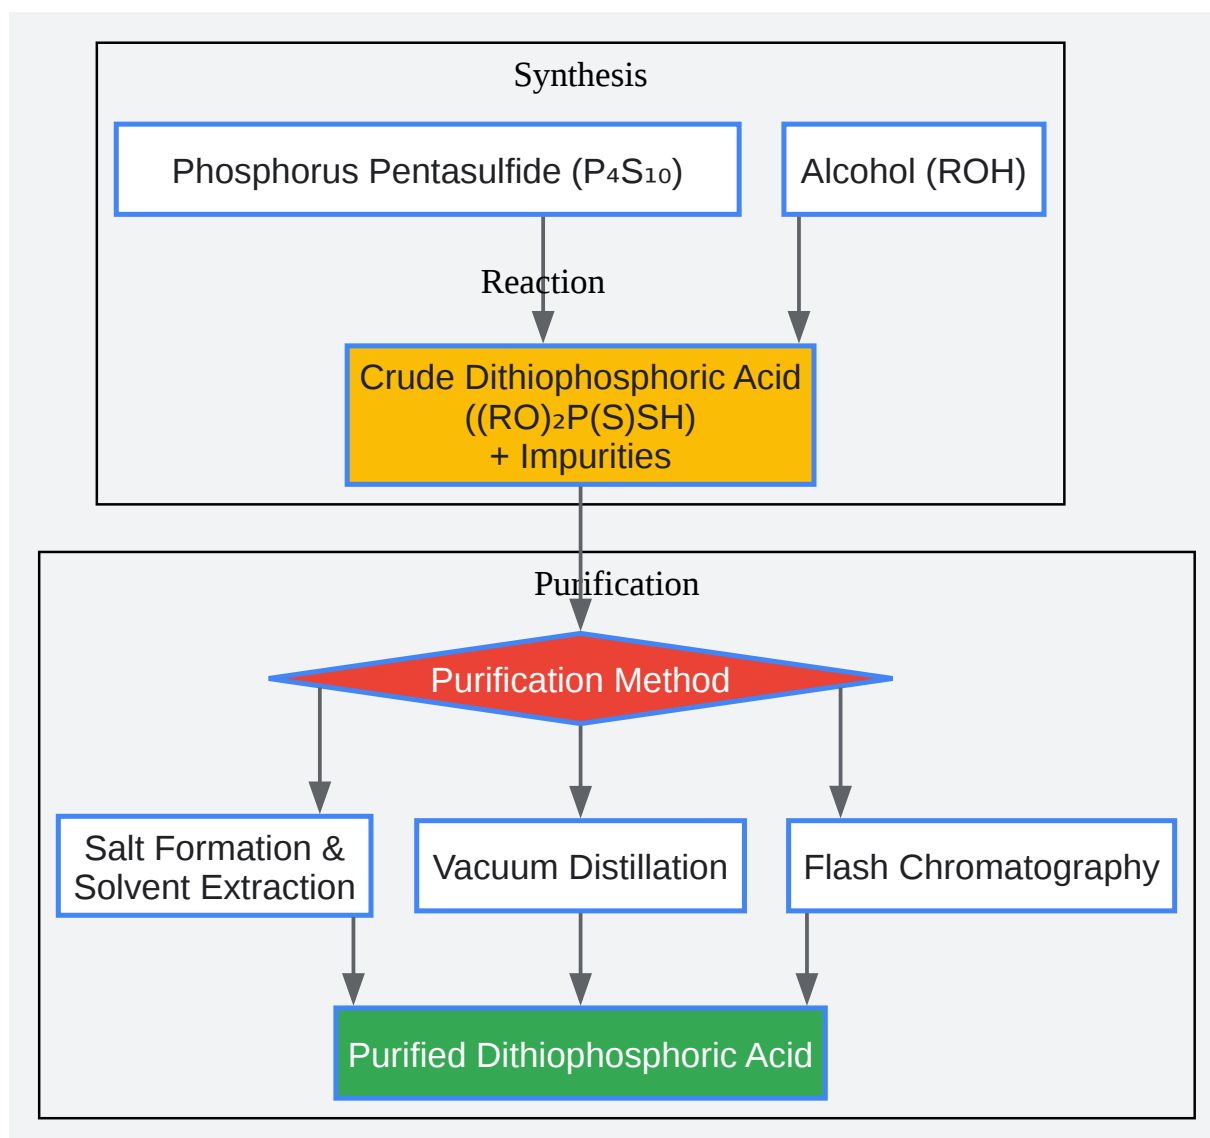 Synthesis
Phosphorus Pentasulfide (P₄S₁₀)
Alcohol (ROH)
Reaction
Crude Dithiophosphoric Acid
((RO)₂P(S)SH)
+ Impurities
Purification
Purification Method
Salt Formation &
Solvent Extraction
Vacuum Distillation
Flash Chromatography
Purified Dithiophosphoric Acid